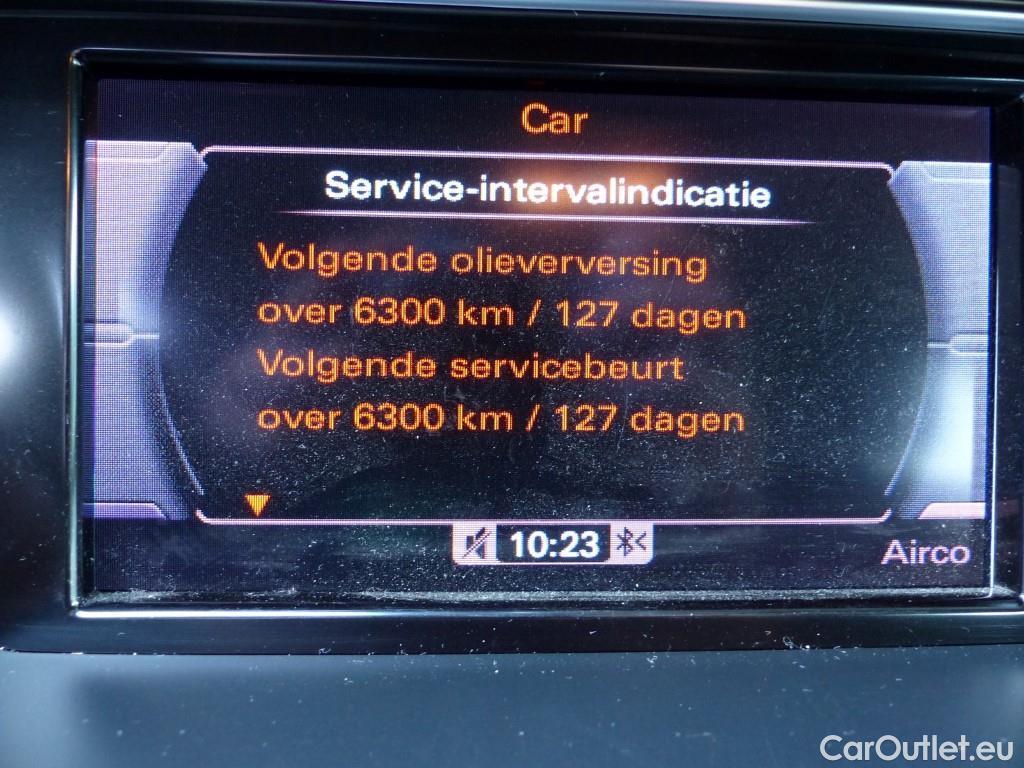 Car
Service-intervalindicatie
Volgende olieverversing
over 6300 km / 127 dagen
Volgende servicebeurt
over 6300 km / 127 dagen
10:23
Airco
CarOutlet.eu